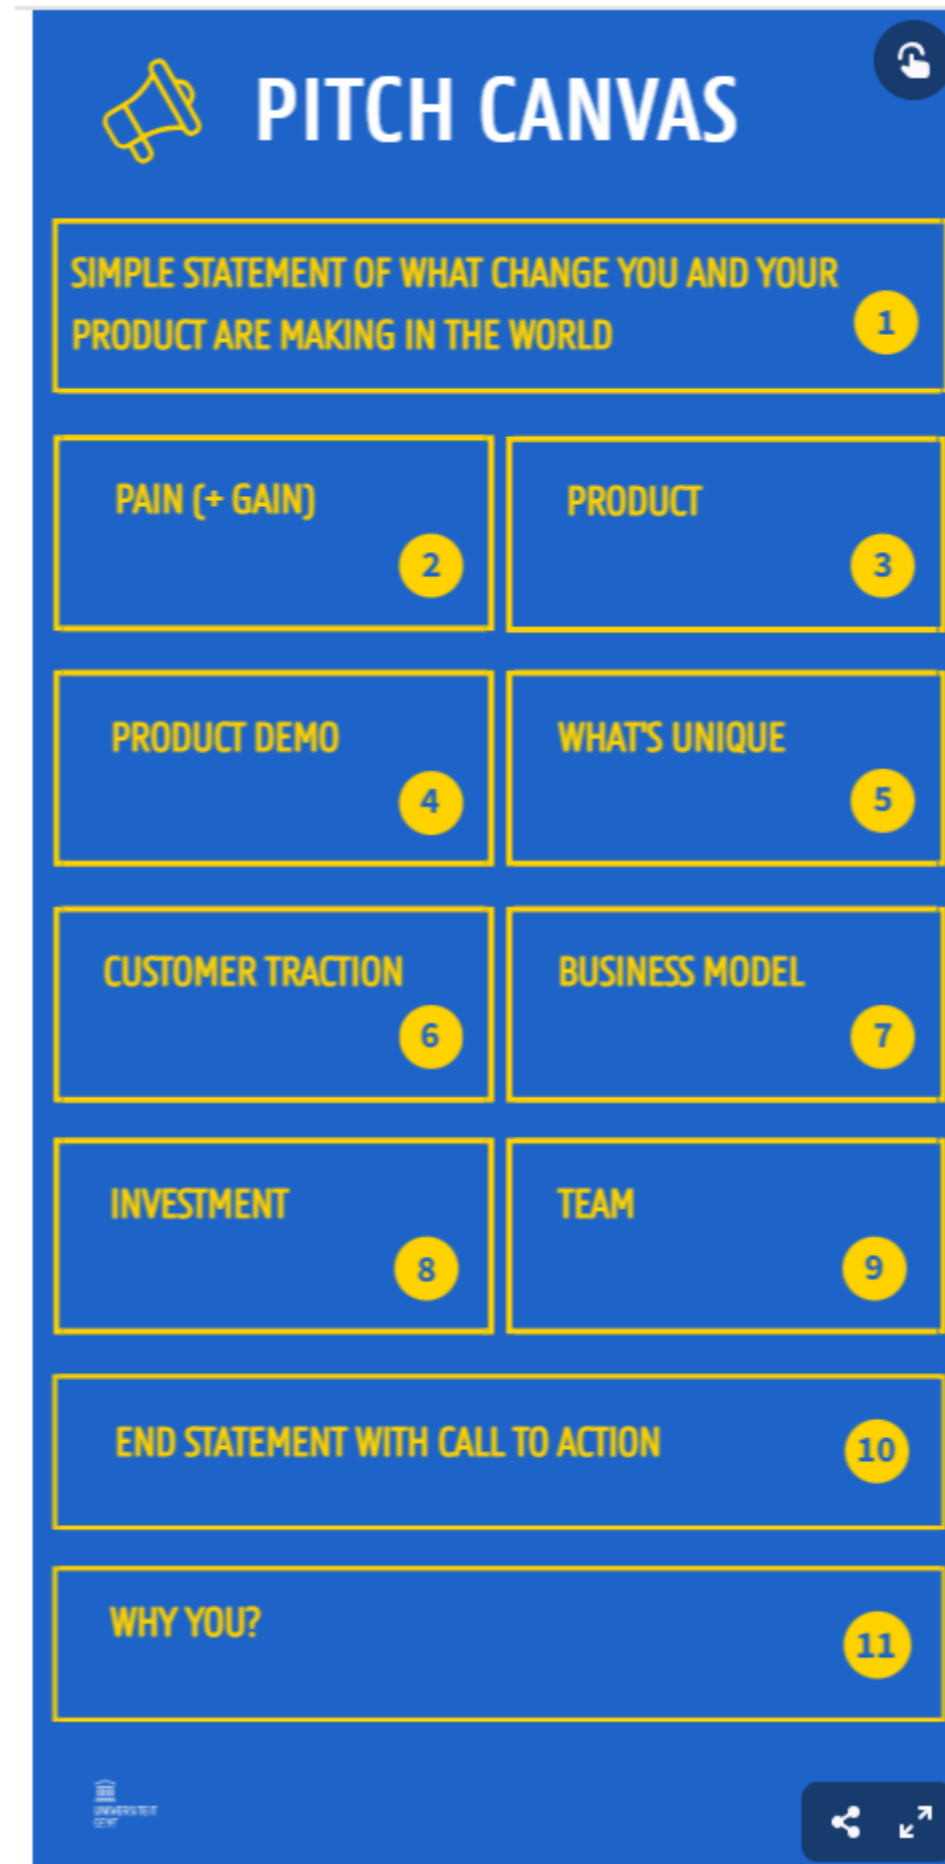 PITCH CANVAS
SIMPLE STATEMENT OF WHAT CHANGE YOU AND YOUR
PRODUCT ARE MAKING IN THE WORLD
1
PAIN (+ GAIN)
2
PRODUCT
3
PRODUCT DEMO
4
WHAT'S UNIQUE
5
CUSTOMER TRACTION
6
BUSINESS MODEL
7
INVESTMENT
8
TEAM
9
END STATEMENT WITH CALL TO ACTION
10
WHY YOU?
11
UNIVERSITEIT
GENT